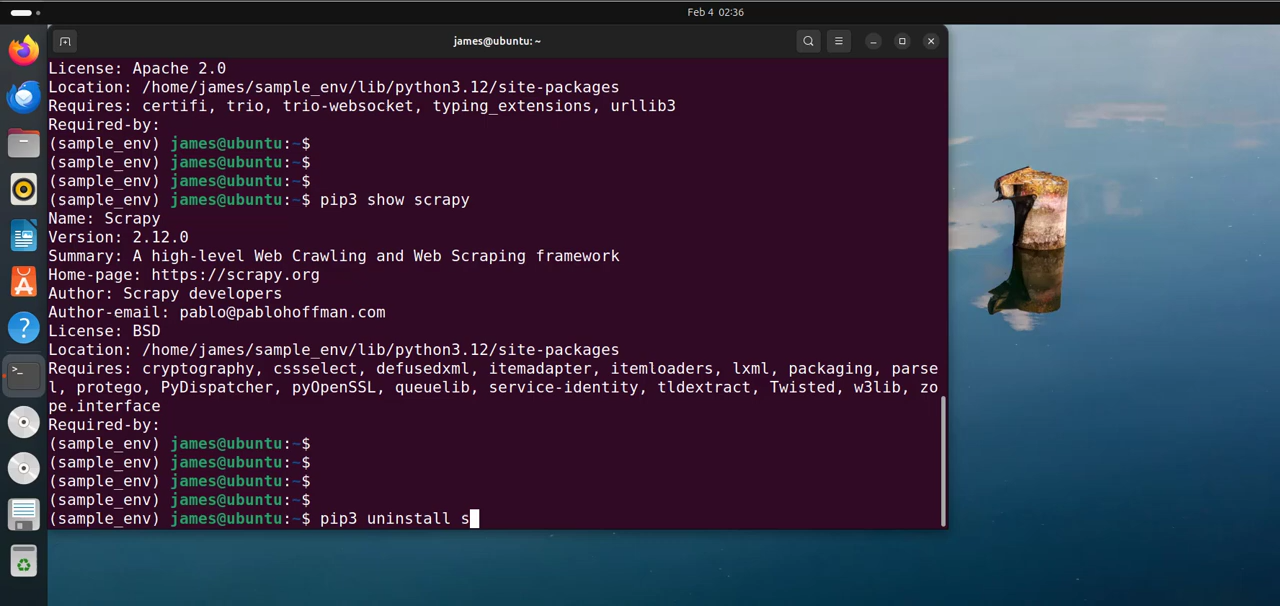 Feb 4 02:36
james@ubuntu: ~
License: Apache 2.0
Location: /home/james/sample_env/lib/python3.12/site-packages
Requires: certifi, trio, trio-websocket, typing_extensions, urllib3
Required-by:
(sample_env) james@ubuntu:~$
(sample_env) james@ubuntu:~$
(sample_env) james@ubuntu:~$
(sample_env) james@ubuntu:~$ pip3 show scrapy
Name: Scrapy
Version: 2.12.0
Summary: A high-level Web Crawling and Web Scraping framework
Home-page: https://scrapy.org
Author: Scrapy developers
Author-email: pablo@pablohoffman.com
License: BSD
Location: /home/james/sample_env/lib/python3.12/site-packages
Requires: cryptography, cssselect, defusedxml, itemadapter, itemloaders, lxml, packaging, parse
l, protego, PyDispatcher, pyOpenSSL, queuelib, service-identity, tldextract, Twisted, w3lib, zo
pe.interface
Required-by:
(sample_env) james@ubuntu:~$
(sample_env) james@ubuntu:~$
(sample_env) james@ubuntu:~$
(sample_env) james@ubuntu:~$
(sample_env) james@ubuntu:~$ pip3 uninstall s